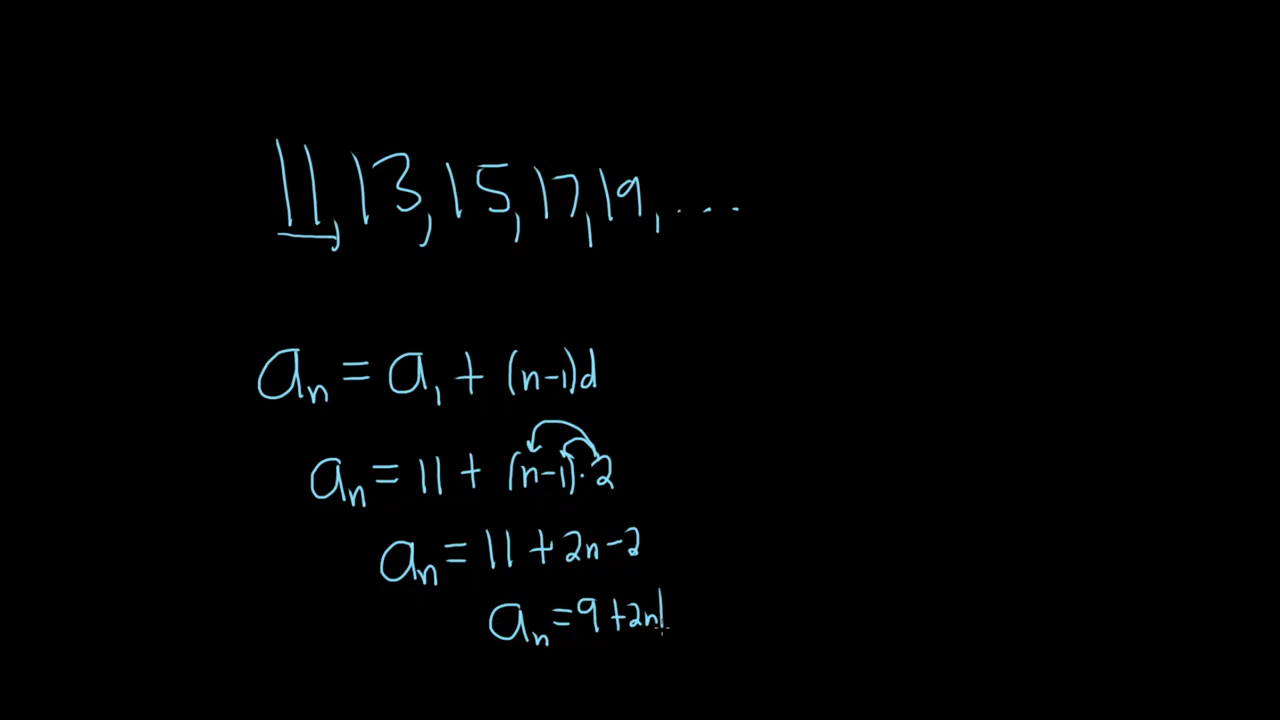 11, 13, 15, 17, 19, ...
aₙ = a₁ + (n-1)d
aₙ = 11 + (n-1)·2
aₙ = 11 + 2n - 2
aₙ = 9 + 2n